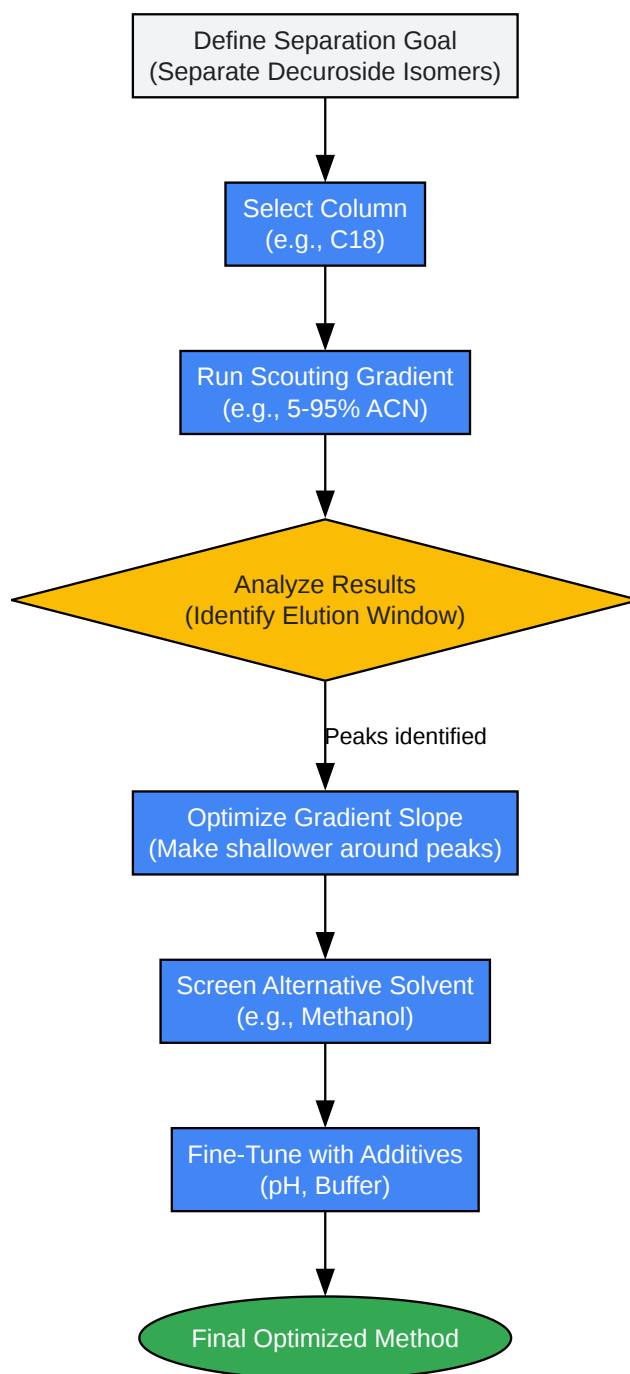 Define Separation Goal
(Separate Decuroside Isomers)
Select Column
(e.g., C18)
Run Scouting Gradient
(e.g., 5-95% ACN)
Analyze Results
(Identify Elution Window)
Peaks identified
Optimize Gradient Slope
(Make shallower around peaks)
Screen Alternative Solvent
(e.g., Methanol)
Fine-Tune with Additives
(pH, Buffer)
Final Optimized Method